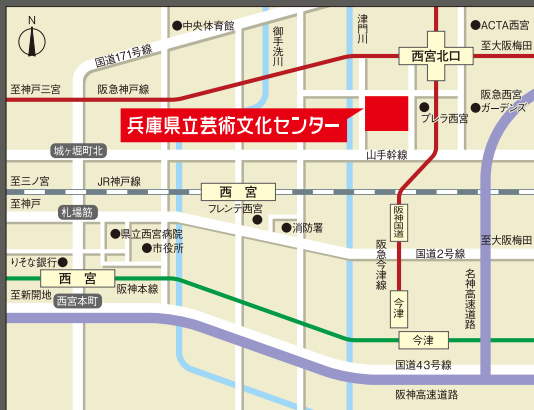 N
中央体育館
御手洗川
津門川
ACTA西宮
国道171号線
西宮北口
至大阪梅田
至神戸三宮
阪急神戸線
阪急西宮
ガーデンズ
プレラ西宮
兵庫県立芸術文化センター
城ヶ堀町北
山手幹線
至三ノ宮
JR神戸線
西 宮
至神戸
札場筋
フレンテ西宮
阪神国道
県立西宮病院
消防署
市役所
阪急今津線
至大阪梅田
国道2号線
りそな銀行
西 宮
名神高速道路
至新開地
西宮本町
阪神本線
今津
今津
国道43号線
阪神高速道路